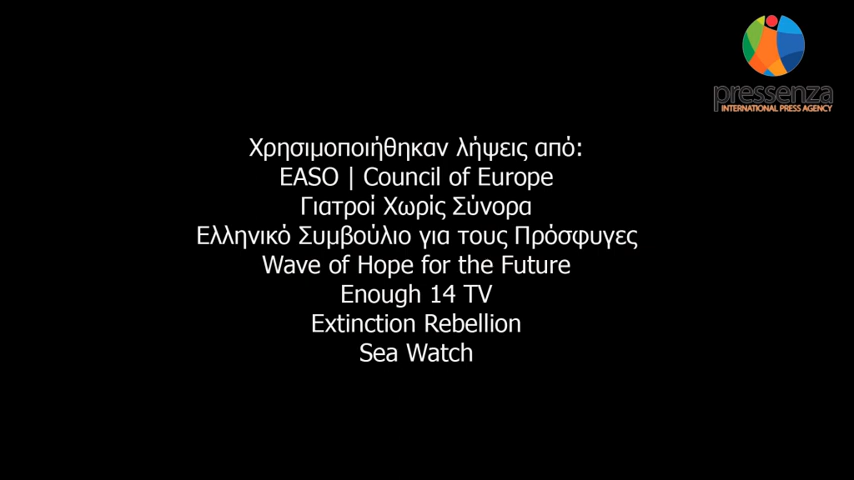 pressenza
INTERNATIONAL PRESS AGENCY
Χρησιμοποιήθηκαν λήψεις από:
EASO | Council of Europe
Γιατροί Χωρίς Σύνορα
Ελληνικό Συμβούλιο για τους Πρόσφυγες
Wave of Hope for the Future
Enough 14 TV
Extinction Rebellion
Sea Watch